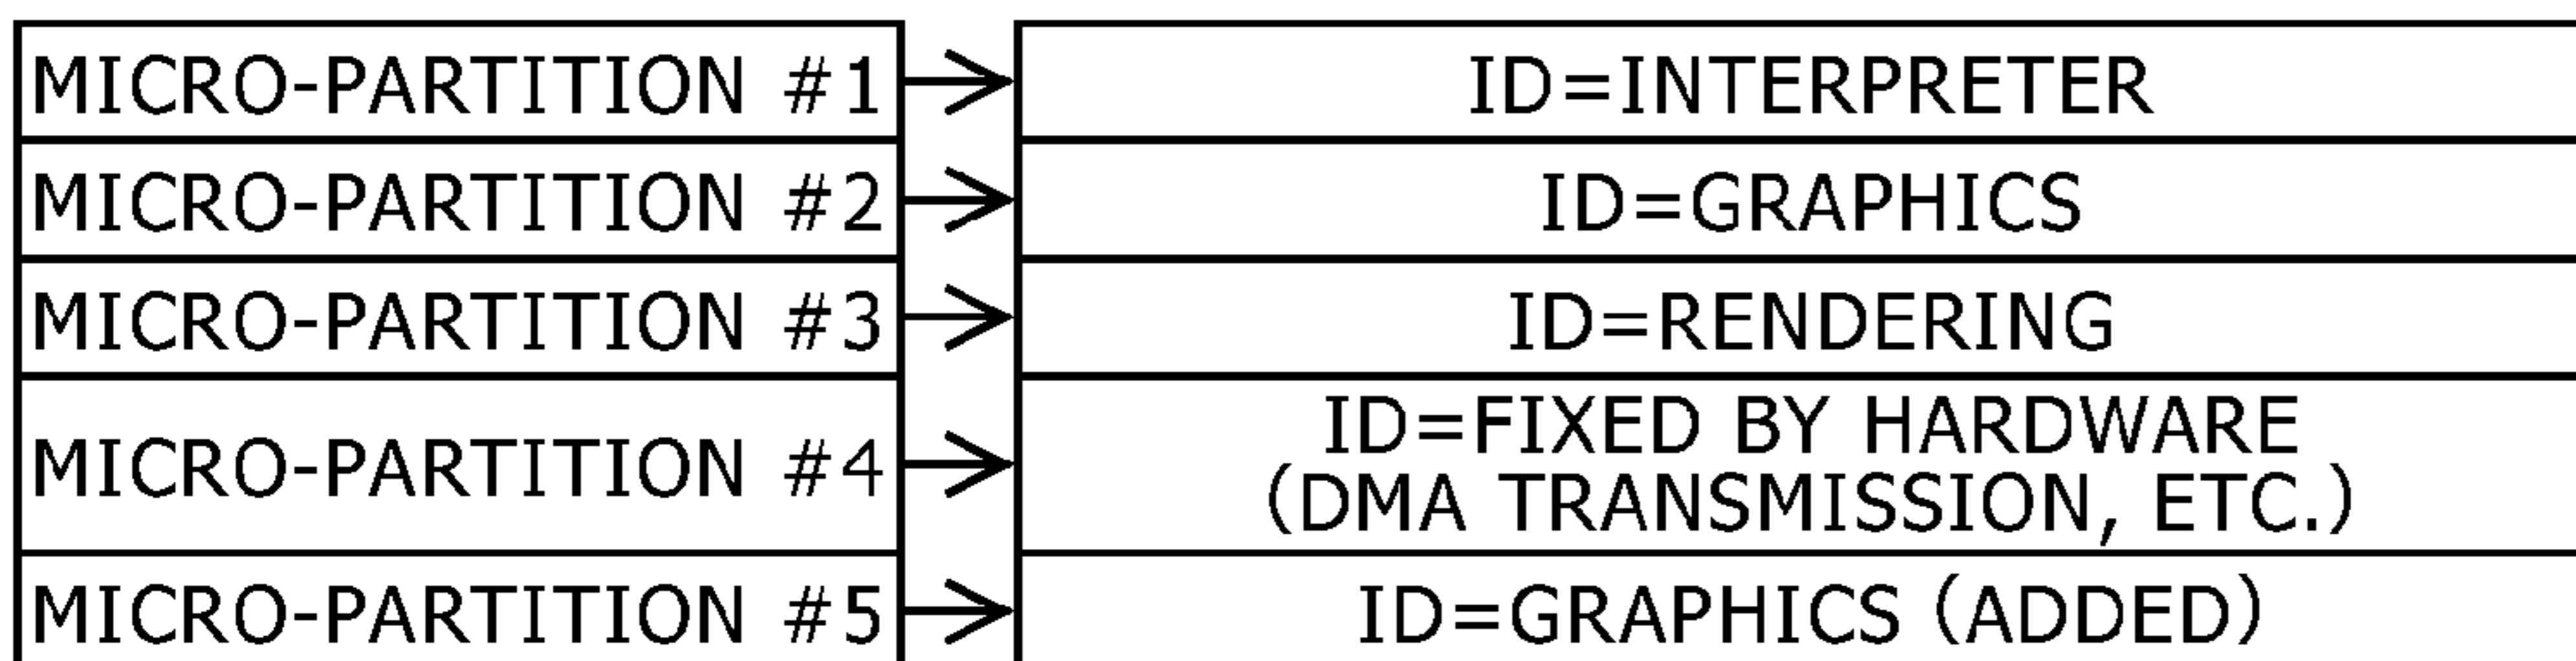 MICRO-PARTITION #1 ID=INTERPRETER
MICRO-PARTITION #2 ID=GRAPHICS
MICRO-PARTITION #3 ID=RENDERING
MICRO-PARTITION #4 ID=FIXED BY HARDWARE
(DMA TRANSMISSION, ETC.)
MICRO-PARTITION #5 ID=GRAPHICS (ADDED)